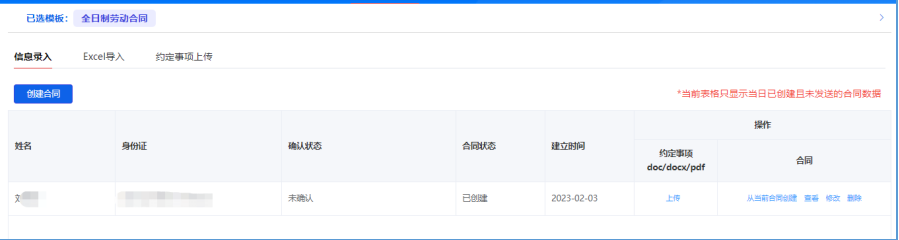 已选模板： 全日制劳动合同
信息录入 Excel导入 约定事项上传
创建合同 *当前表格只显示当日已创建且未发送的合同数据
姓名 身份证 确认状态 合同状态 建立时间 操作
约定事项 doc/docx/pdf 合同
未确认 已创建 2023-02-03 上传 从当前合同创建 查看 修改 删除